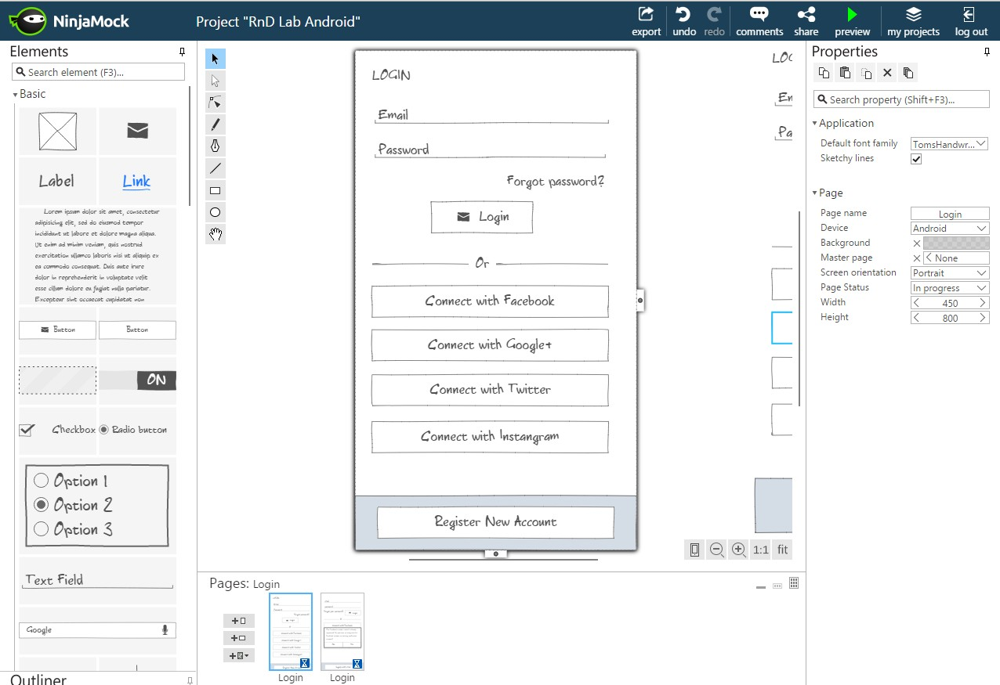 NinjaMock
Project "RnD Lab Android"
export
undo
redo
comments
share
preview
my projects
log out
Elements
Search element (F3)...
Basic
Label
Link
Lorem ipsum dolor sit amet, consectetur
adipisicing elit, sed do eiusmod tempor
incididunt ut labore et dolore magna aliqua.
Ut enim ad minim veniam, quis nostrud
exercitation ullamco laboris nisi ut aliquip ex
ea commodo consequat. Duis aute irure
dolor in reprehenderit in voluptate velit
esse cillum dolore eu fugiat nulla pariatur.
Excepteur sint occaecat cupidatat non
Button
Button
ON
Checkbox
Radio button
Option 1
Option 2
Option 3
Text Field
Google
Outliner
LOGIN
Email
Password
Forgot password?
Login
Or
Connect with Facebook
Connect with Google+
Connect with Twitter
Connect with Instangram
Register New Account
LOG
Em
Pa
1:1
fit
Pages: Login
Login
Login
Properties
Search property (Shift+F3)...
Application
Default font family
TomsHandwr...
Sketchy lines
Page
Page name
Login
Device
Android
Background
Master page
None
Screen orientation
Portrait
Page Status
In progress
Width
450
Height
800